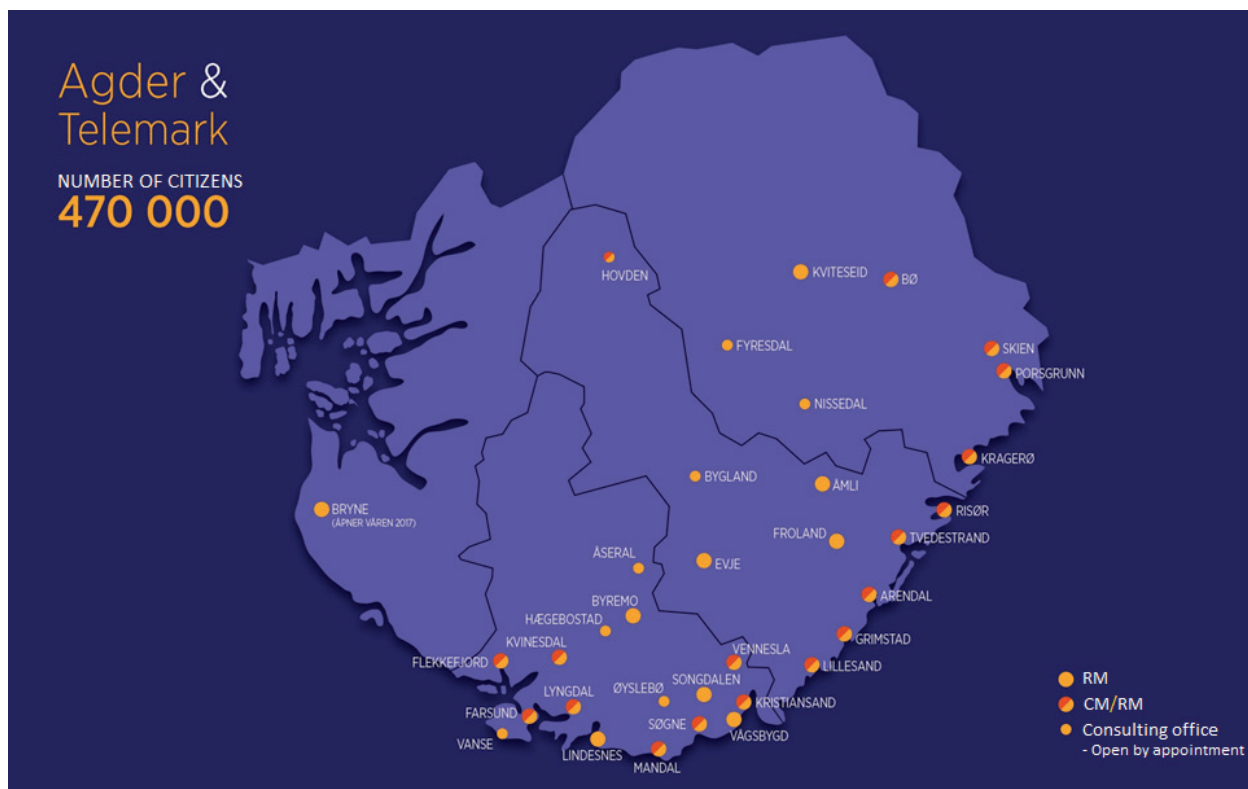 Agder &
Telemark
NUMBER OF CITIZENS
470 000
HOVDEN
KVITESEID
BØ
FYRESDAL
SKIEN
PORSGRUNN
NISSEDAL
KRAGERØ
BYGLAND
ÅMLI
BRYNE
(ÅPNER VÅREN 2017)
RISØR
FROLAND
TVEDESTRAND
ÅSERAL
EVJE
ARENDAL
BYREMO
HÆGEBOSTAD
GRIMSTAD
KVINESDAL
VENNESLA
FLEKKEFJORD
LILLESAND
SONGDALEN
RM
LYNGDAL
ØYSLEBØ
KRISTIANSAND
CM/RM
FARSUND
SØGNE
VÅGSBYGD
Consulting office
- Open by appointment
VANSE
LINDESNES
MANDAL